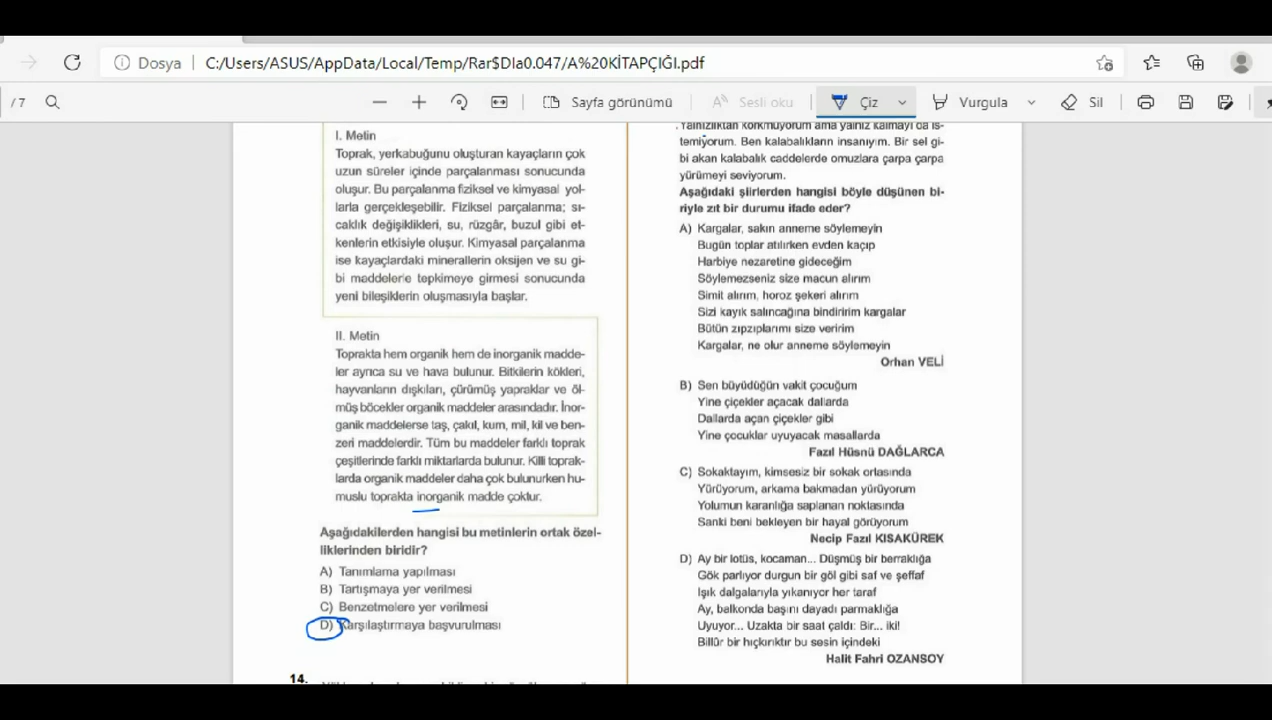 Dosya
C:/Users/ASUS/AppData/Local/Temp/Rar$DIa0.047/A%20KİTAPÇIĞI.pdf
/ 7
Sayfa görünümü
Sesli oku
Çiz
Vurgula
Sil
I. Metin
Toprak, yerkabuğunu oluşturan kayaçların çok
uzun süreler içinde parçalanması sonucunda
oluşur. Bu parçalanma fiziksel ve kimyasal yol-
larla gerçekleşebilir. Fiziksel parçalanma; sı-
caklık değişiklikleri, su, rüzgâr, buzul gibi et-
kenlerin etkisiyle oluşur. Kimyasal parçalanma
ise kayaçlardaki minerallerin oksijen ve su gi-
bi maddelerle tepkimeye girmesi sonucunda
yeni bileşiklerin oluşmasıyla başlar.
II. Metin
Toprakta hem organik hem de inorganik madde-
ler ayrıca su ve hava bulunur. Bitkilerin kökleri,
hayvanların dışkıları, çürümüş yapraklar ve öl-
müş böcekler organik maddeler arasındadır. İnor-
ganik maddelerse taş, çakıl, kum, mil, kil ve ben-
zeri maddelerdir. Tüm bu maddeler farklı toprak
çeşitlerinde farklı miktarlarda bulunur. Killi toprak-
larda organik maddeler daha çok bulunurken hu-
muslu toprakta inorganik madde çoktur.
Aşağıdakilerden hangisi bu metinlerin ortak özel-
liklerinden biridir?
A) Tanımlama yapılması
B) Tartışmaya yer verilmesi
C) Benzetmelere yer verilmesi
D) Karşılaştırmaya başvurulması
14.
. Yalnızlıktan korkmuyorum ama yalnız kalmayı da is-
temiyorum. Ben kalabalıkların insanıyım. Bir sel gi-
bi akan kalabalık caddelerde omuzlara çarpa çarpa
yürümeyi seviyorum.
Aşağıdaki şiirlerden hangisi böyle düşünen bi-
riyle zıt bir durumu ifade eder?
A) Kargalar, sakın anneme söylemeyin
Bugün toplar atılırken evden kaçıp
Harbiye nezaretine gideceğim
Söylemezseniz size macun alırım
Simit alırım, horoz şekeri alırım
Sizi kayık salıncağına bindiririm kargalar
Bütün zıpzıplarımı size veririm
Kargalar, ne olur anneme söylemeyin
Orhan VELİ
B) Sen büyüdüğün vakit çocuğum
Yine çiçekler açacak dallarda
Dallarda açan çiçekler gibi
Yine çocuklar uyuyacak masallarda
Fazıl Hüsnü DAĞLARCA
C) Sokaktayım, kimsesiz bir sokak ortasında
Yürüyorum, arkama bakmadan yürüyorum
Yolumun karanlığa saplanan noktasında
Sanki beni bekleyen bir hayal görüyorum
Necip Fazıl KISAKÜREK
D) Ay bir lotüs, kocaman... Düşmüş bir berraklığa
Gök parlıyor durgun bir göl gibi saf ve şeffaf
Işık dalgalarıyla yıkanıyor her taraf
Ay, balkonda başını dayadı parmaklığa
Uyuyor... Uzakta bir saat çaldı: Bir... iki!
Billûr bir hıçkırıktır bu sesin içindeki
Halit Fahri OZANSOY